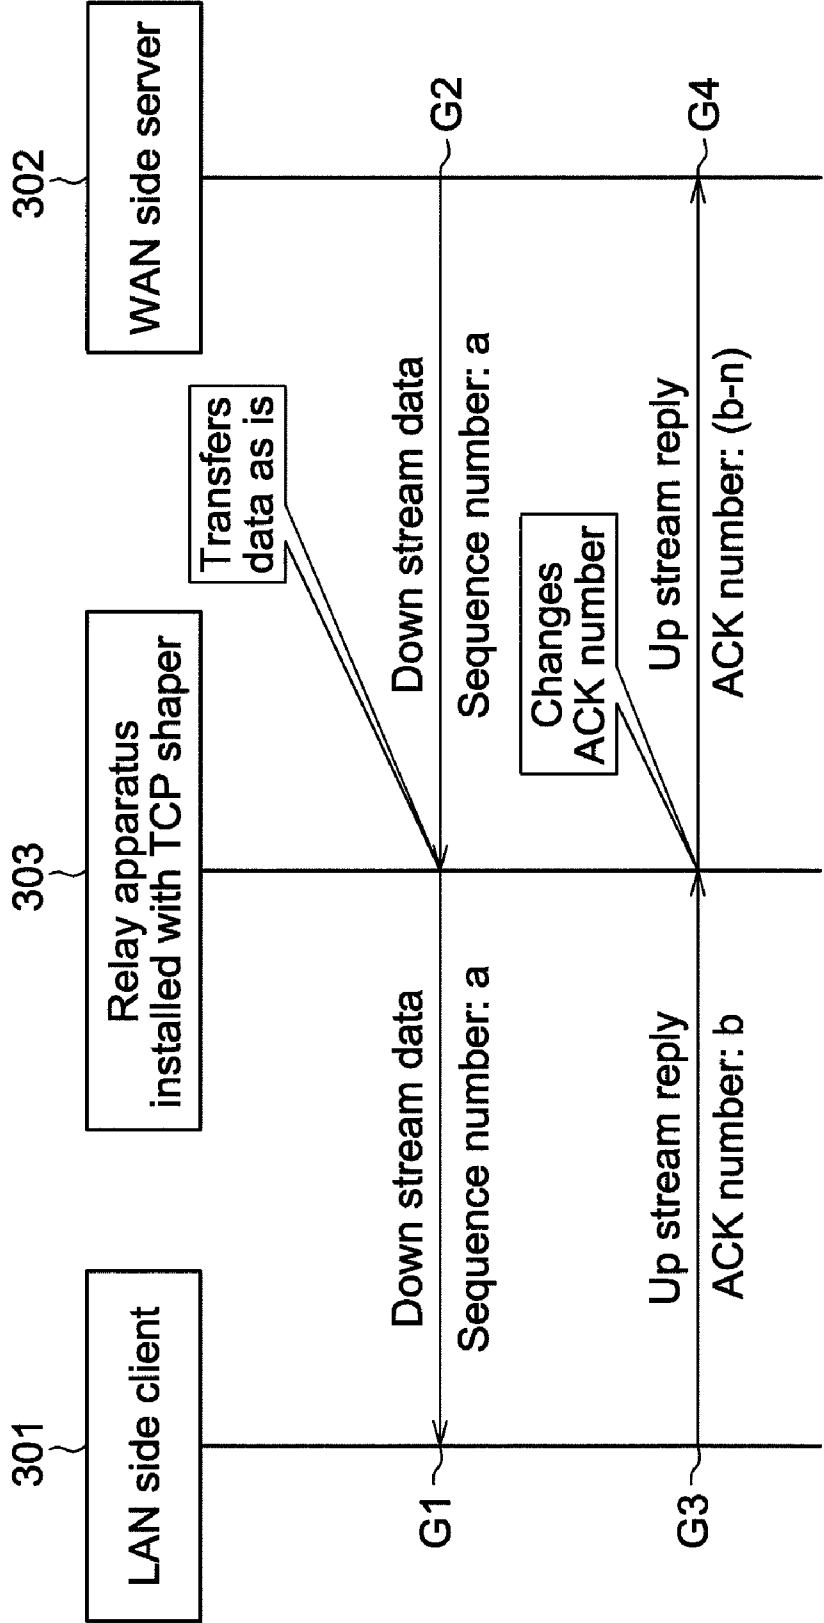 301
303
302
LAN side client
Relay apparatus
installed with TCP shaper
WAN side server
Transfers
data as is
G1
Down stream data
Sequence number: a
Down stream data
Sequence number: a
G2
Changes
ACK number
G3
Up stream reply
ACK number: b
Up stream reply
ACK number: (b-n)
G4